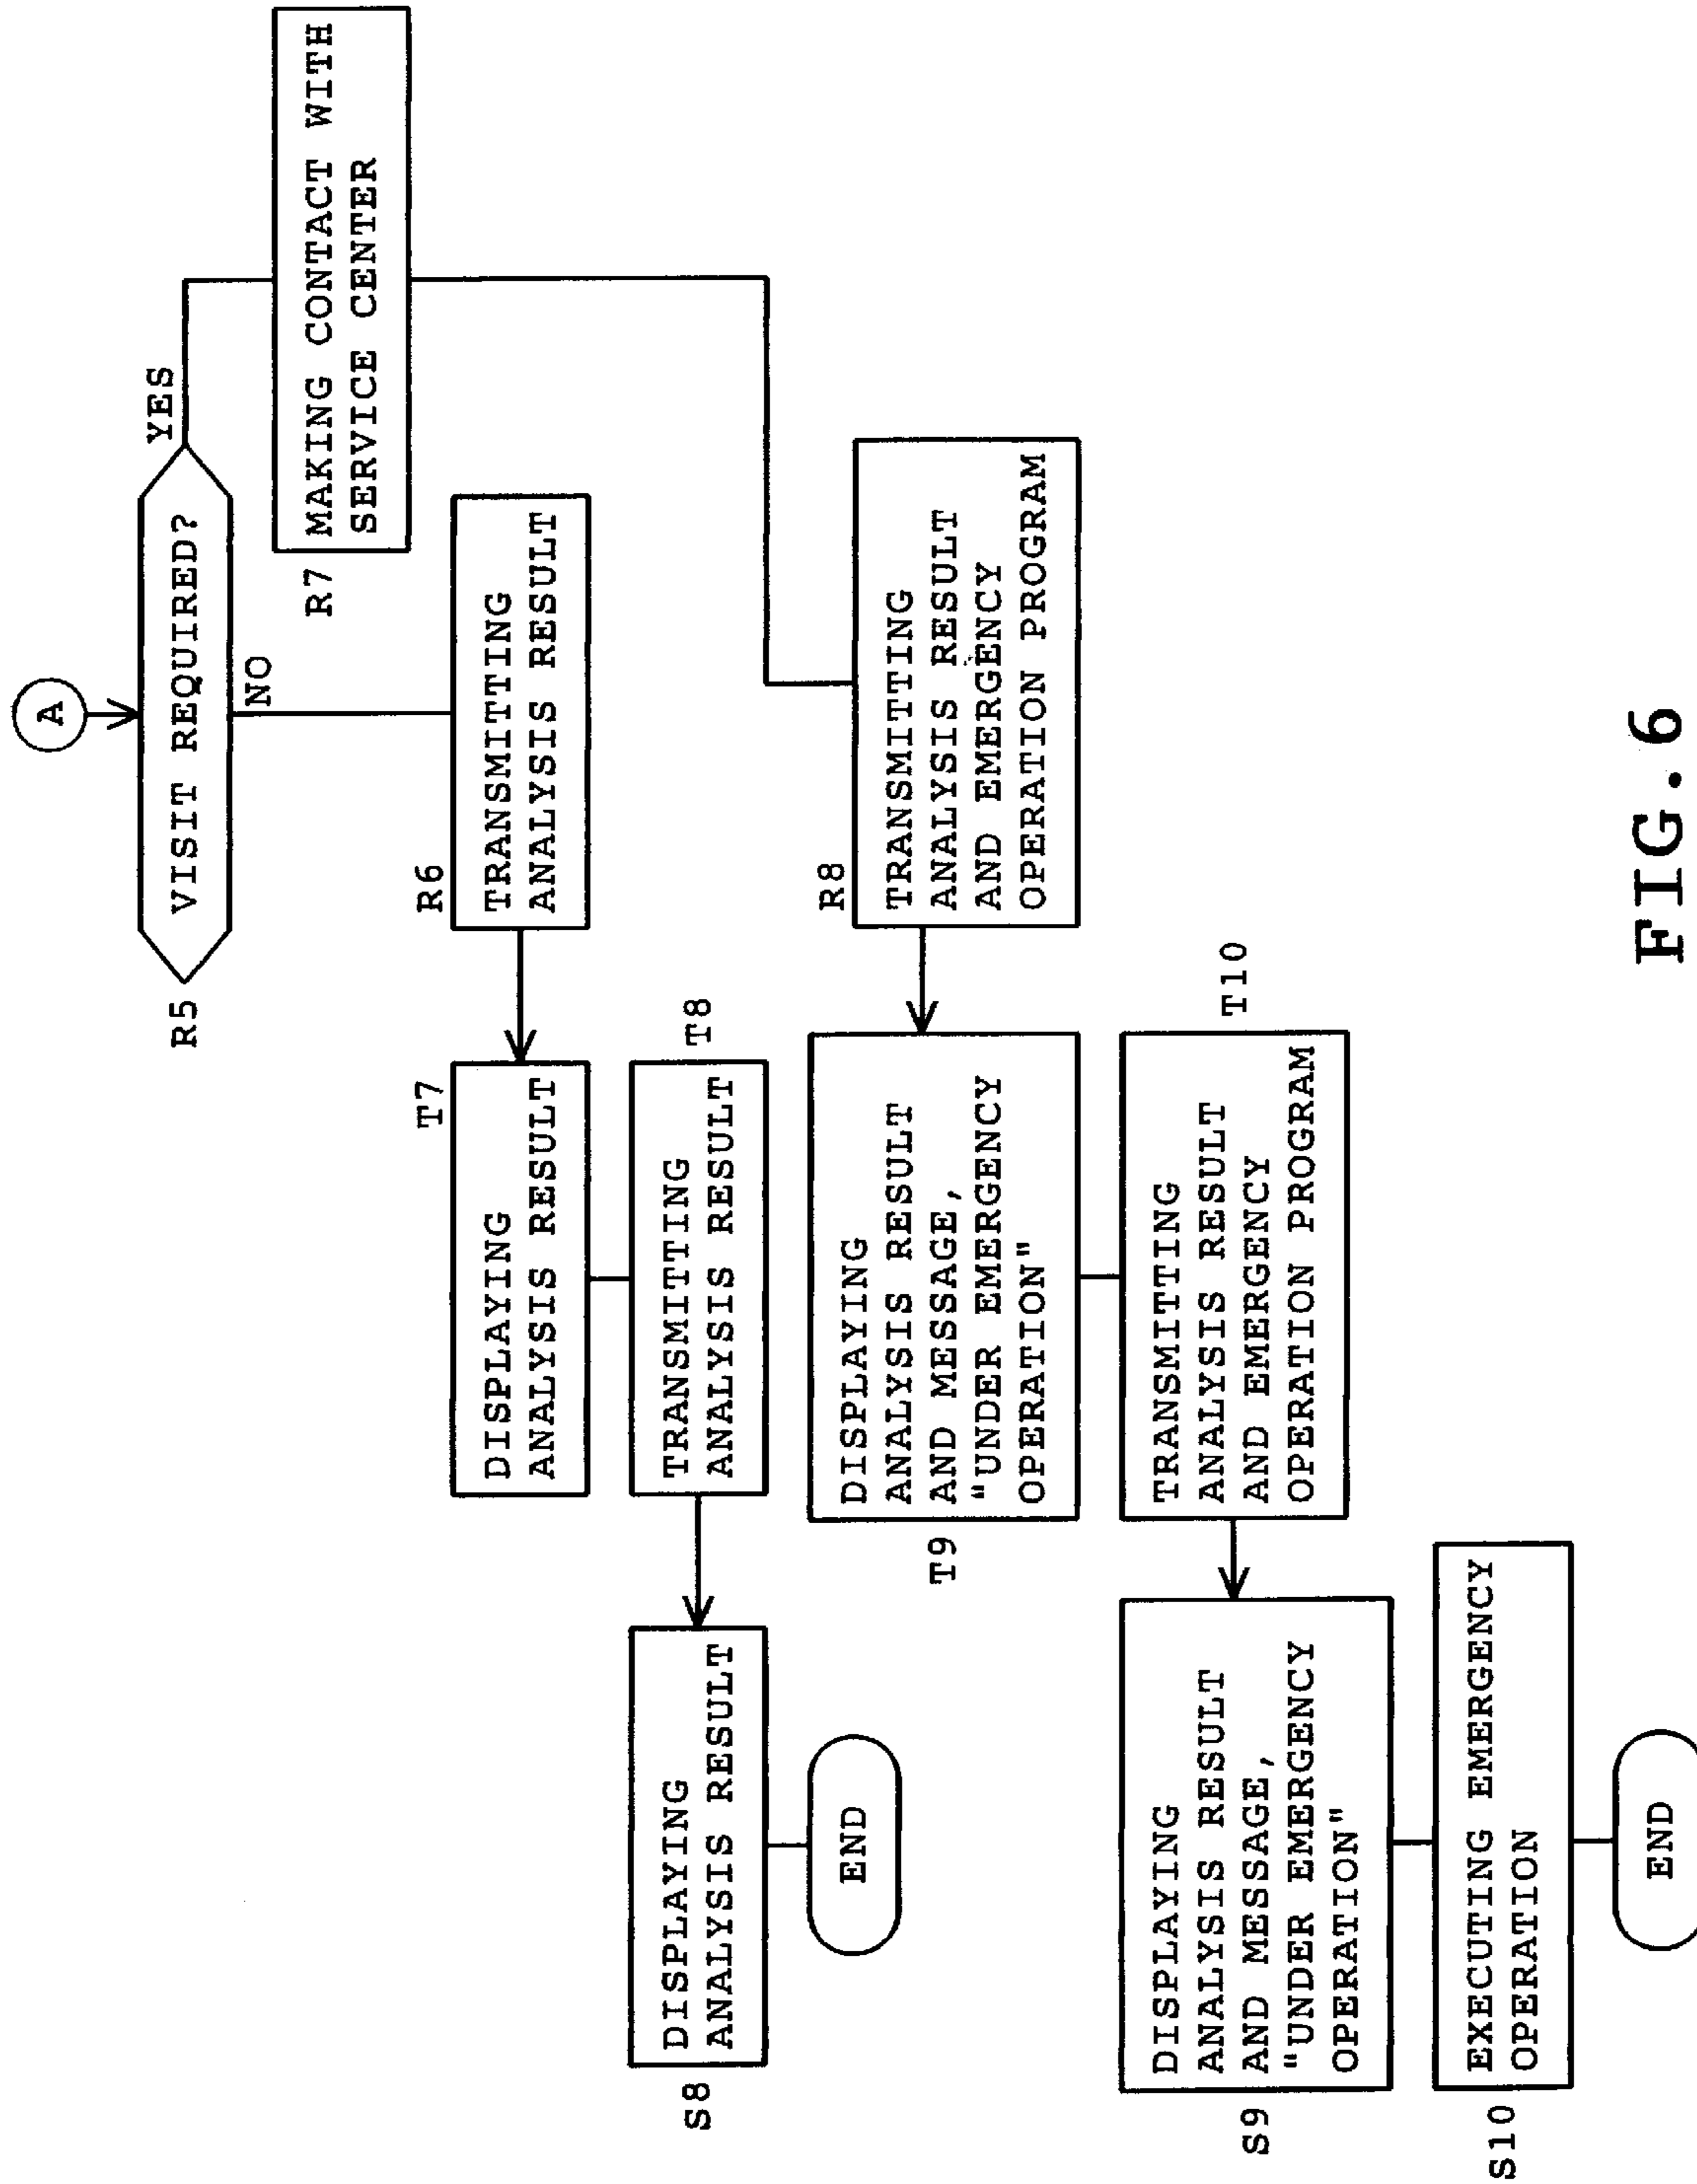 A
R5
VISIT REQUIRED?
YES
NO
R7
MAKING CONTACT WITH
SERVICE CENTER
R6
TRANSMITTING
ANALYSIS RESULT
T7
DISPLAYING
ANALYSIS RESULT
T8
TRANSMITTING
ANALYSIS RESULT
S8
DISPLAYING
ANALYSIS RESULT
END
R8
TRANSMITTING
ANALYSIS RESULT
AND EMERGENCY
OPERATION PROGRAM
T9
DISPLAYING
ANALYSIS RESULT
AND MESSAGE,
"UNDER EMERGENCY
OPERATION"
T10
TRANSMITTING
ANALYSIS RESULT
AND EMERGENCY
OPERATION PROGRAM
S9
DISPLAYING
ANALYSIS RESULT
AND MESSAGE,
"UNDER EMERGENCY
OPERATION"
S10
EXECUTING EMERGENCY
OPERATION
END
FIG.6